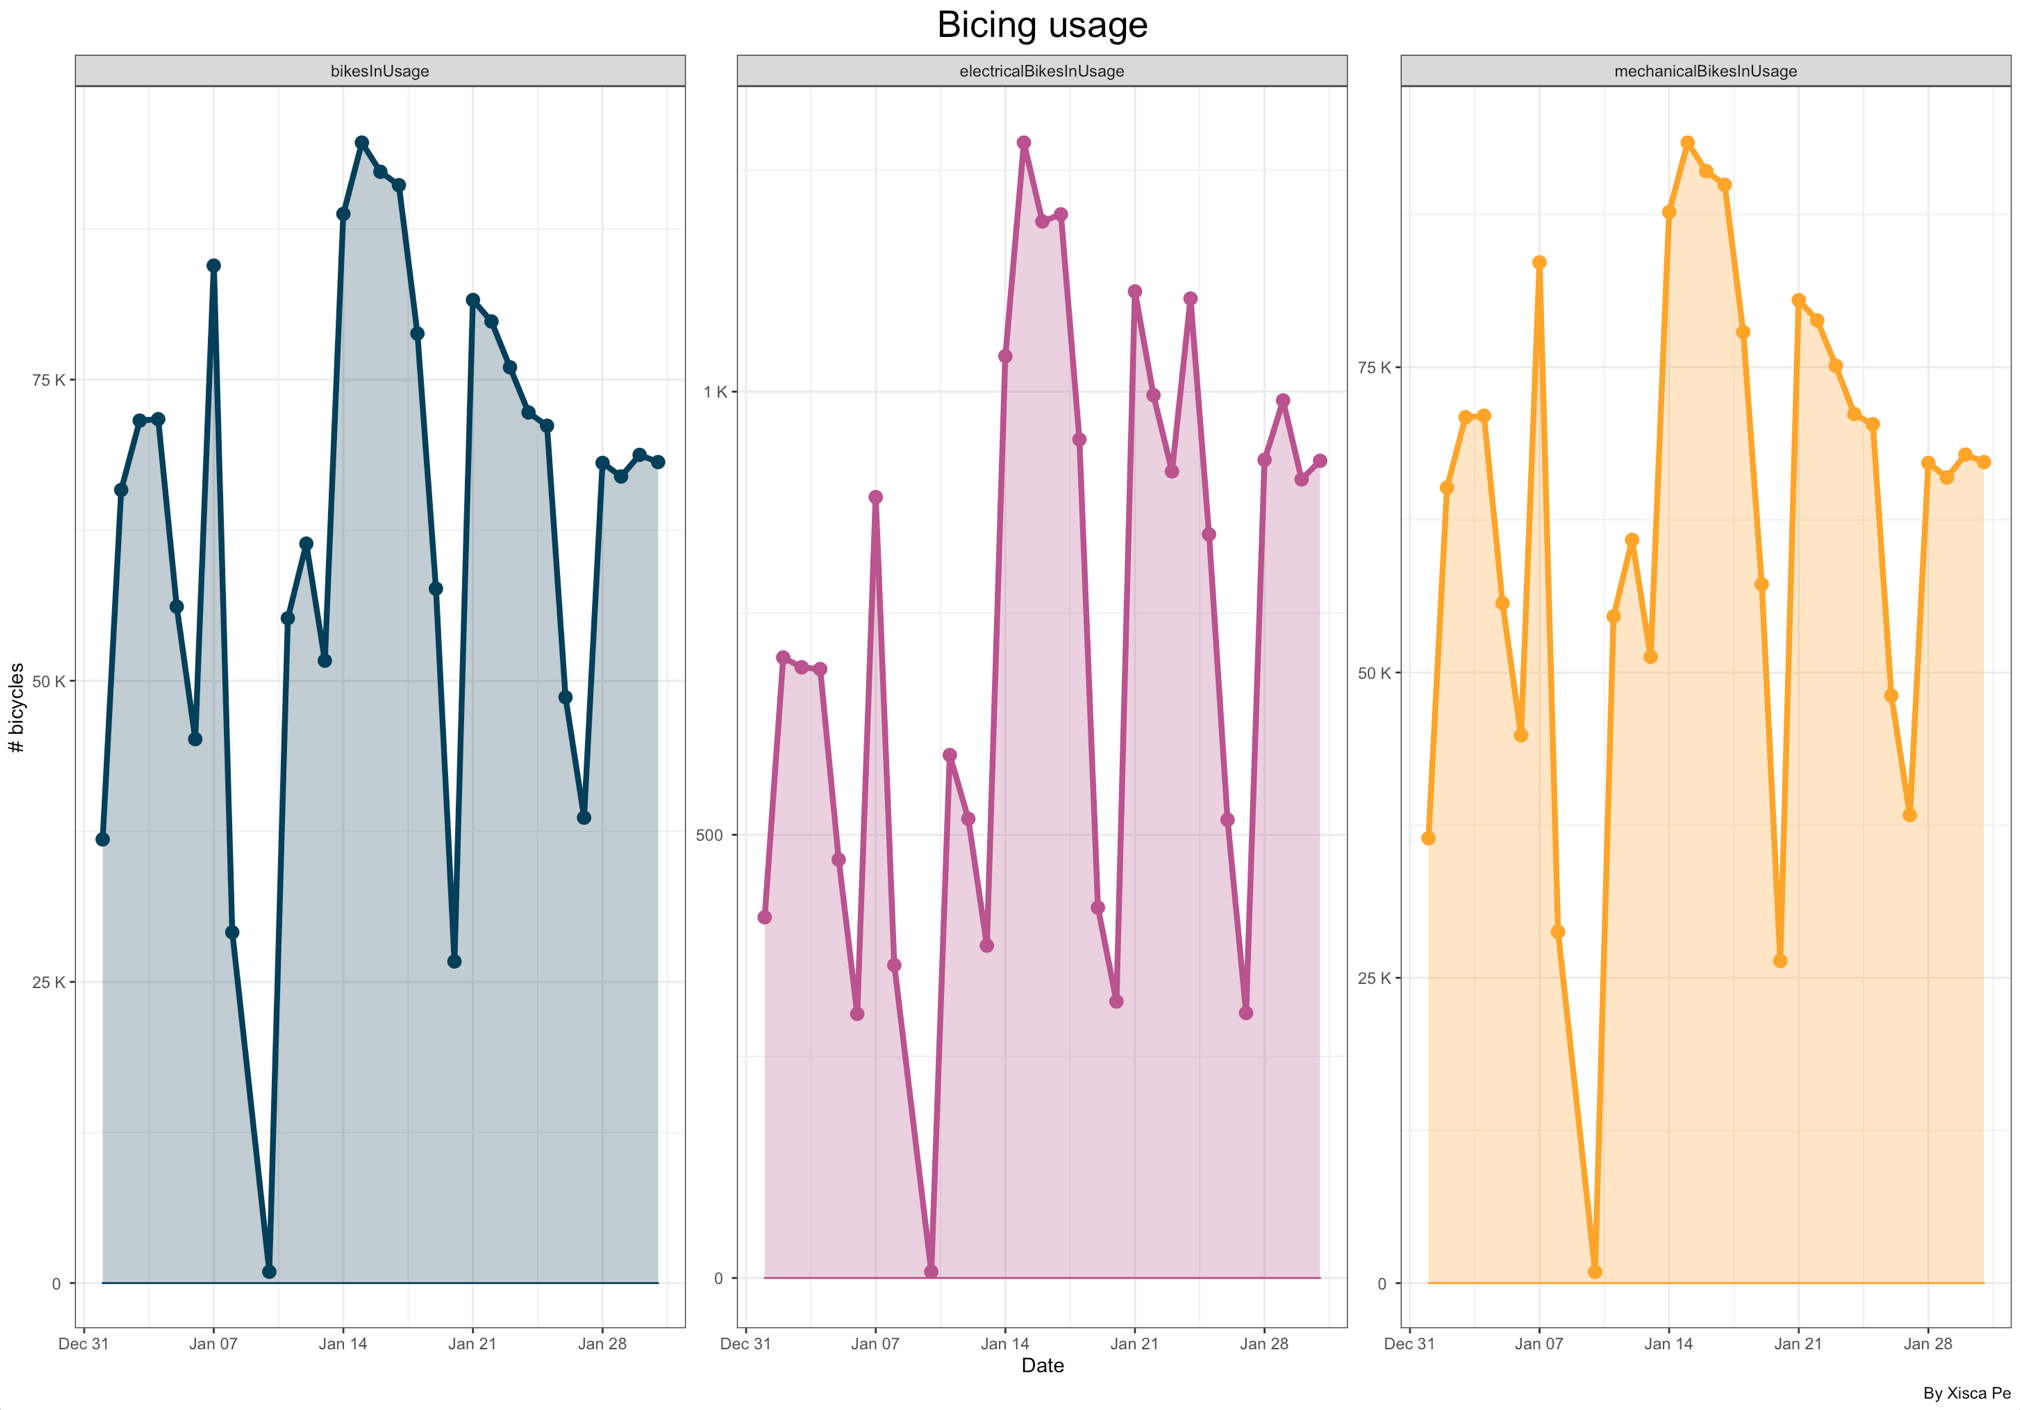 Bicing usage
bikesInUsage
electricalBikesInUsage
mechanicalBikesInUsage
# bicycles
75 K
50 K
25 K
0
1 K
500
0
75 K
50 K
25 K
0
Dec 31 Jan 07 Jan 14 Jan 21 Jan 28
Dec 31 Jan 07 Jan 14 Jan 21 Jan 28
Dec 31 Jan 07 Jan 14 Jan 21 Jan 28
Date
By Xisca Pe